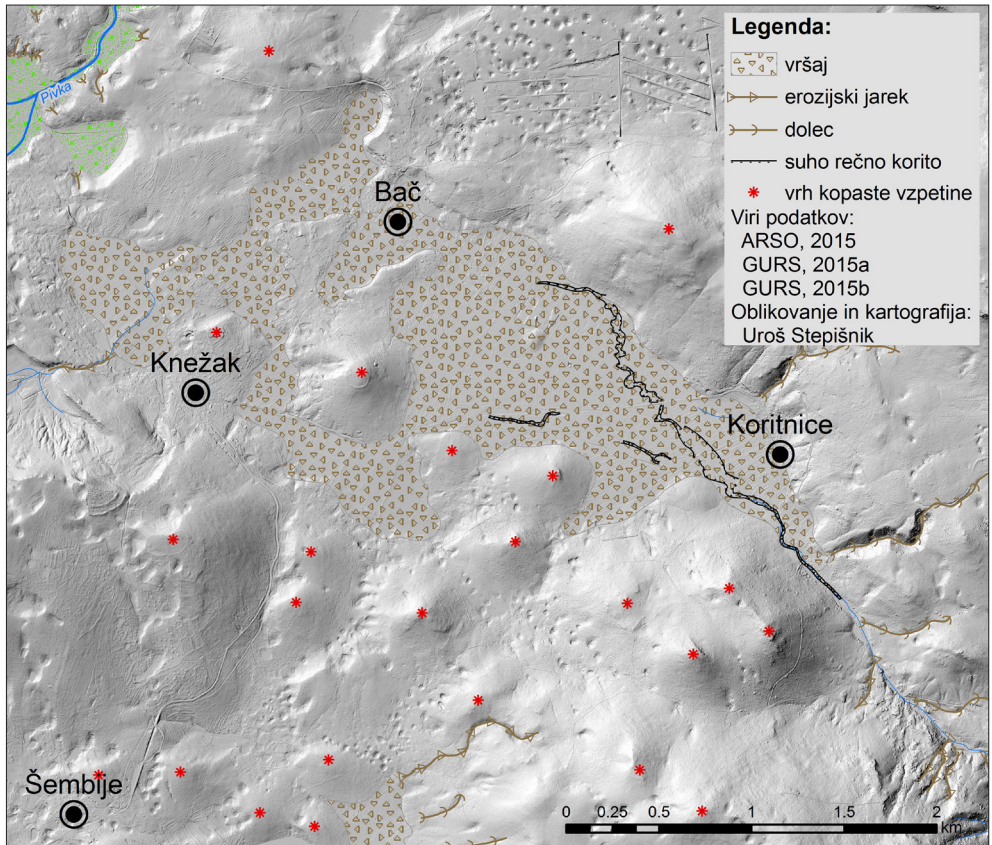 Legenda:
vršaj
erozijski jarek
dolec
suho rečno korito
vrh kopaste vzpetine
Viri podatkov:
ARSO, 2015
GURS, 2015a
GURS, 2015b
Oblikovanje in kartografija:
Uroš Stepišnik
Pivka
Bač
Knežak
Koritnice
Šembije
0 0.25 0.5 1 1.5 2
km